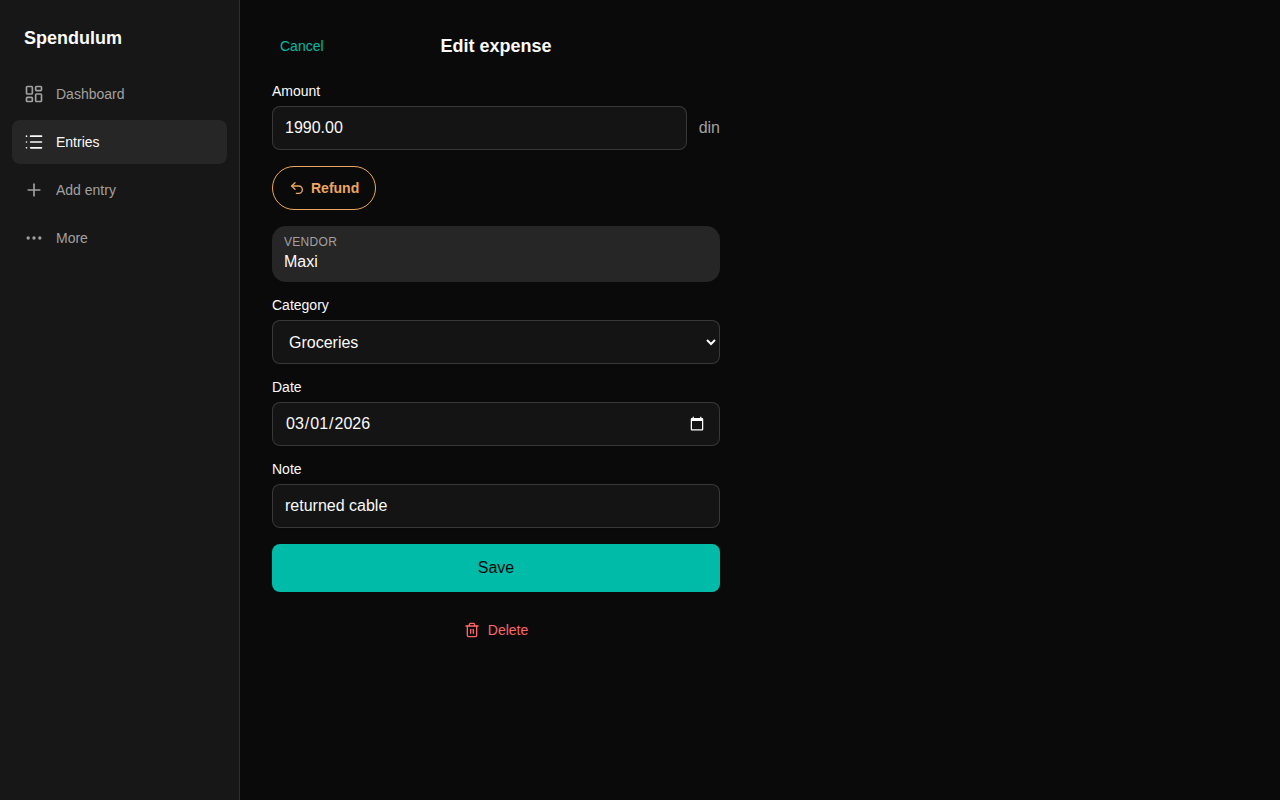 Spendulum
Dashboard
Entries
Add entry
More
Cancel
Edit expense
Amount
1990.00 din
Refund
VENDOR
Maxi
Category
Groceries
Date
03/01/2026
Note
returned cable
Save
Delete